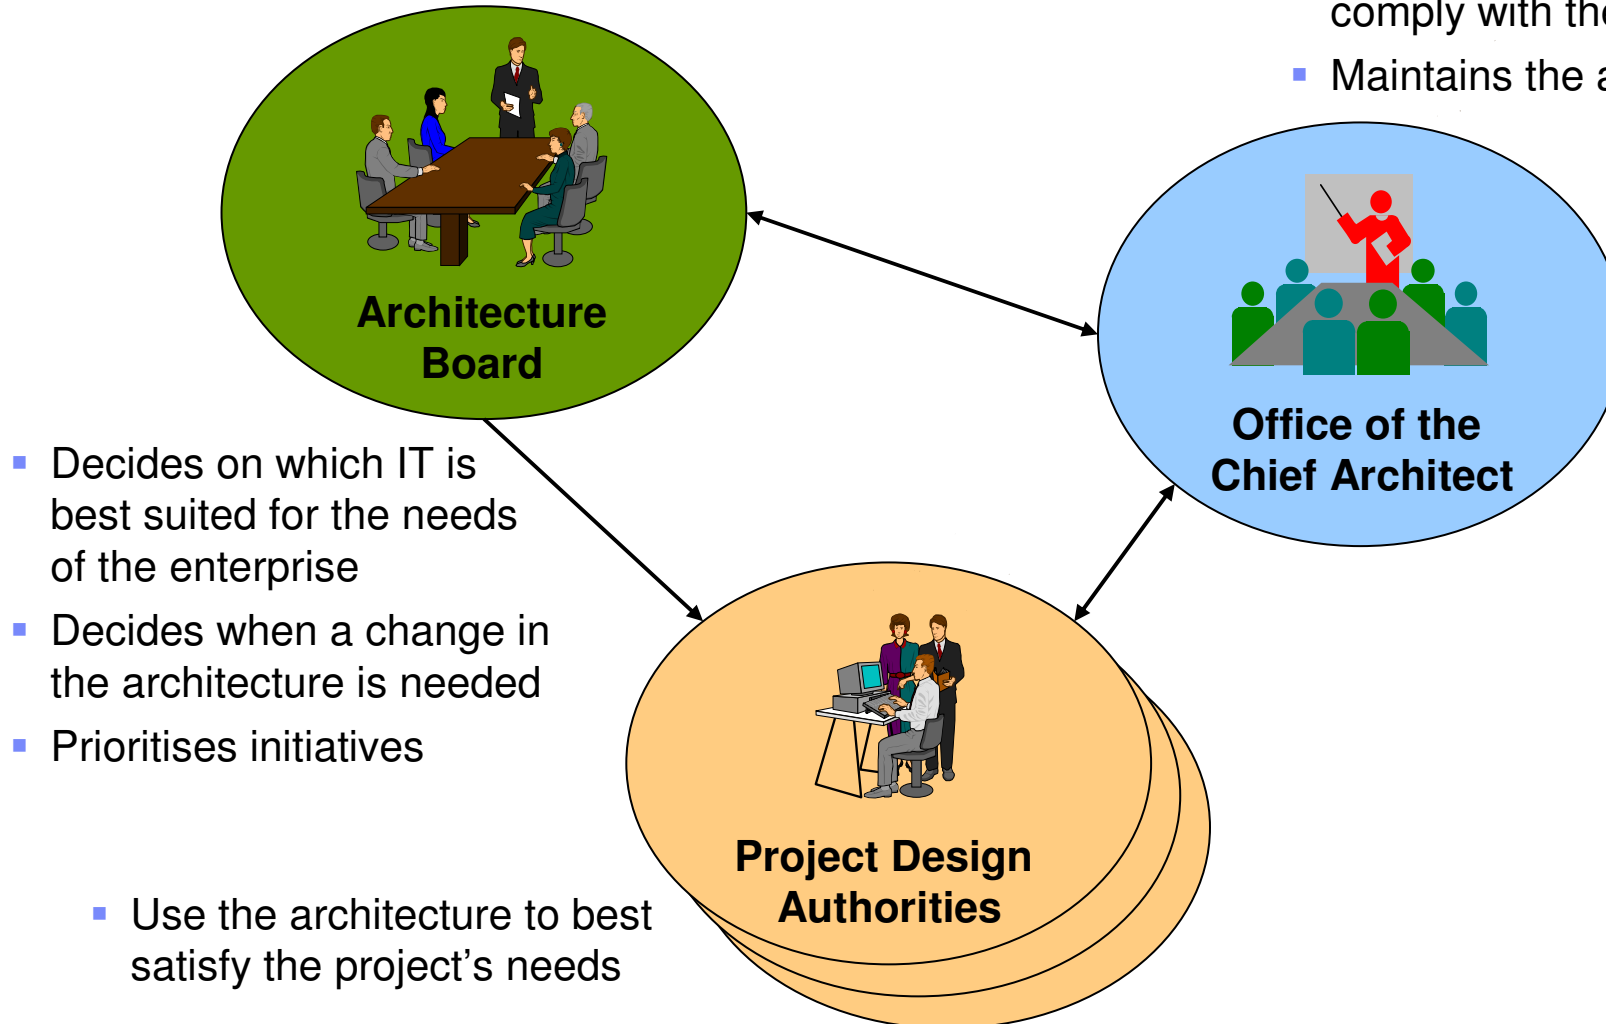 comply with the
Maintains the a
Architecture
Board
Office of the
Chief Architect
Decides on which IT is
best suited for the needs
of the enterprise
Decides when a change in
the architecture is needed
Prioritises initiatives
Project Design
Authorities
Use the architecture to best
satisfy the project’s needs